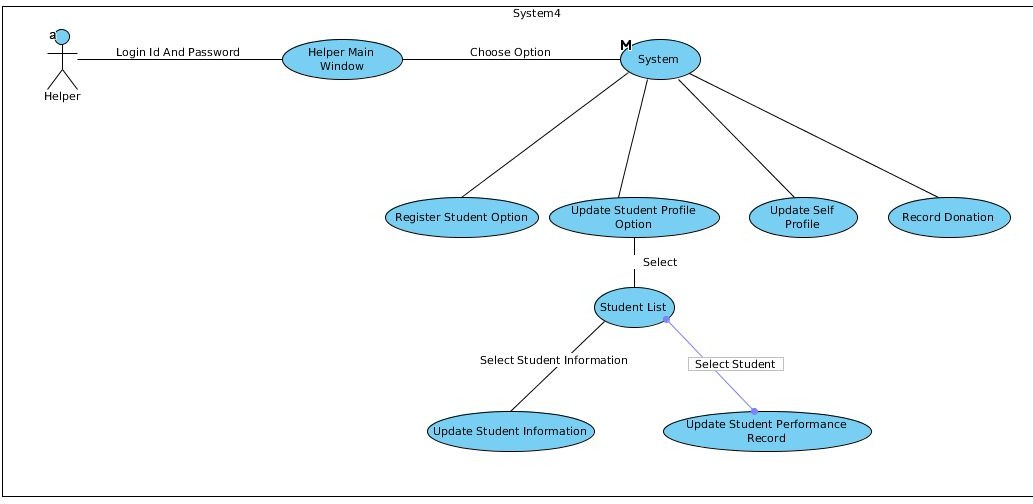 System4
a
Login Id And Password
Helper Main
Window
Choose Option
M
System
Helper
Register Student Option
Update Student Profile
Option
Update Self
Profile
Record Donation
Select
Student List
Select Student Information
Select Student
Update Student Information
Update Student Performance
Record